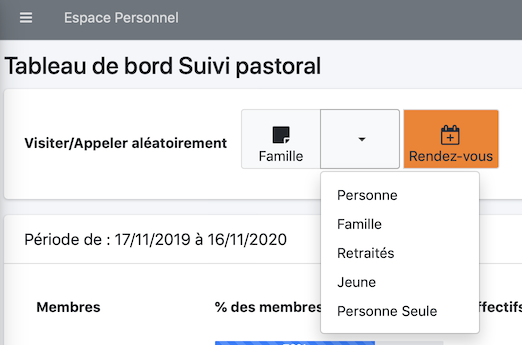 Espace Personnel
Tableau de bord Suivi pastoral
Visiter/Appeler aléatoirement
Famille
Rendez-vous
Personne
Famille
Retraités
Jeune
Personne Seule
Période de : 17/11/2019 à 16/11/2020
Membres
% des membres